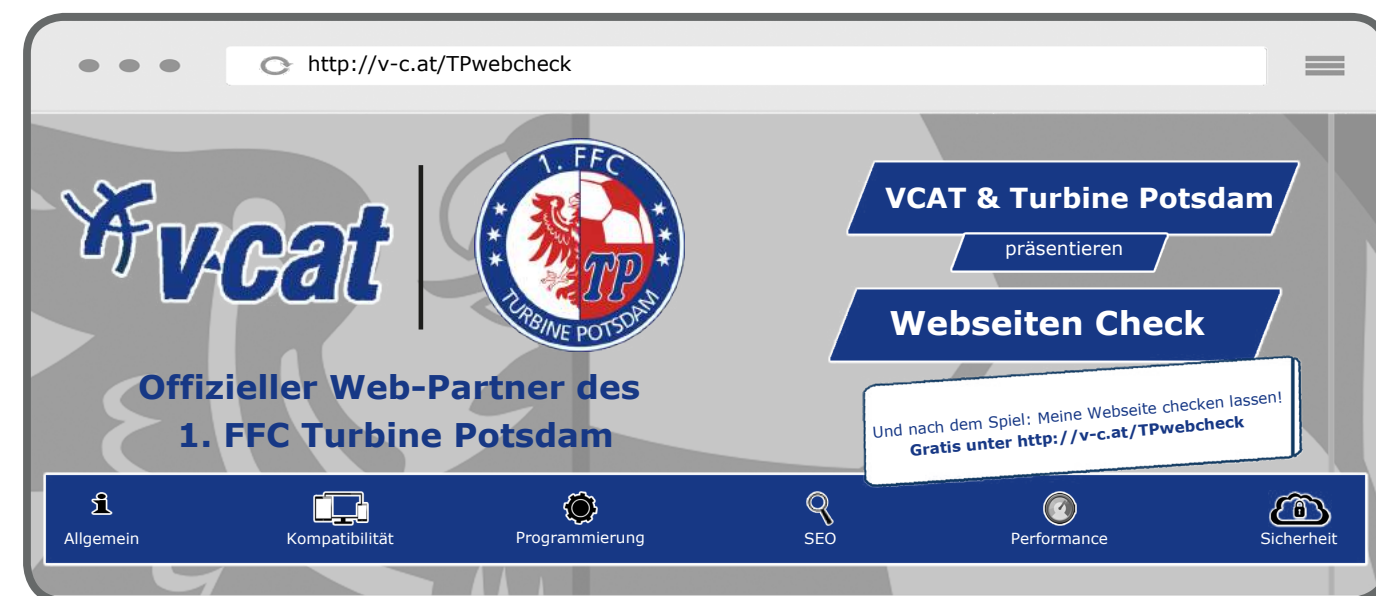 http://v-c.at/TPwebcheck
v-cat
1. FFC
TP
TURBINE POTSDAM
VCAT & Turbine Potsdam
präsentieren
Webseiten Check
Offizieller Web-Partner des
1. FFC Turbine Potsdam
Und nach dem Spiel: Meine Webseite checken lassen!
Gratis unter http://v-c.at/TPwebcheck
Allgemein
Kompatibilität
Programmierung
SEO
Performance
Sicherheit